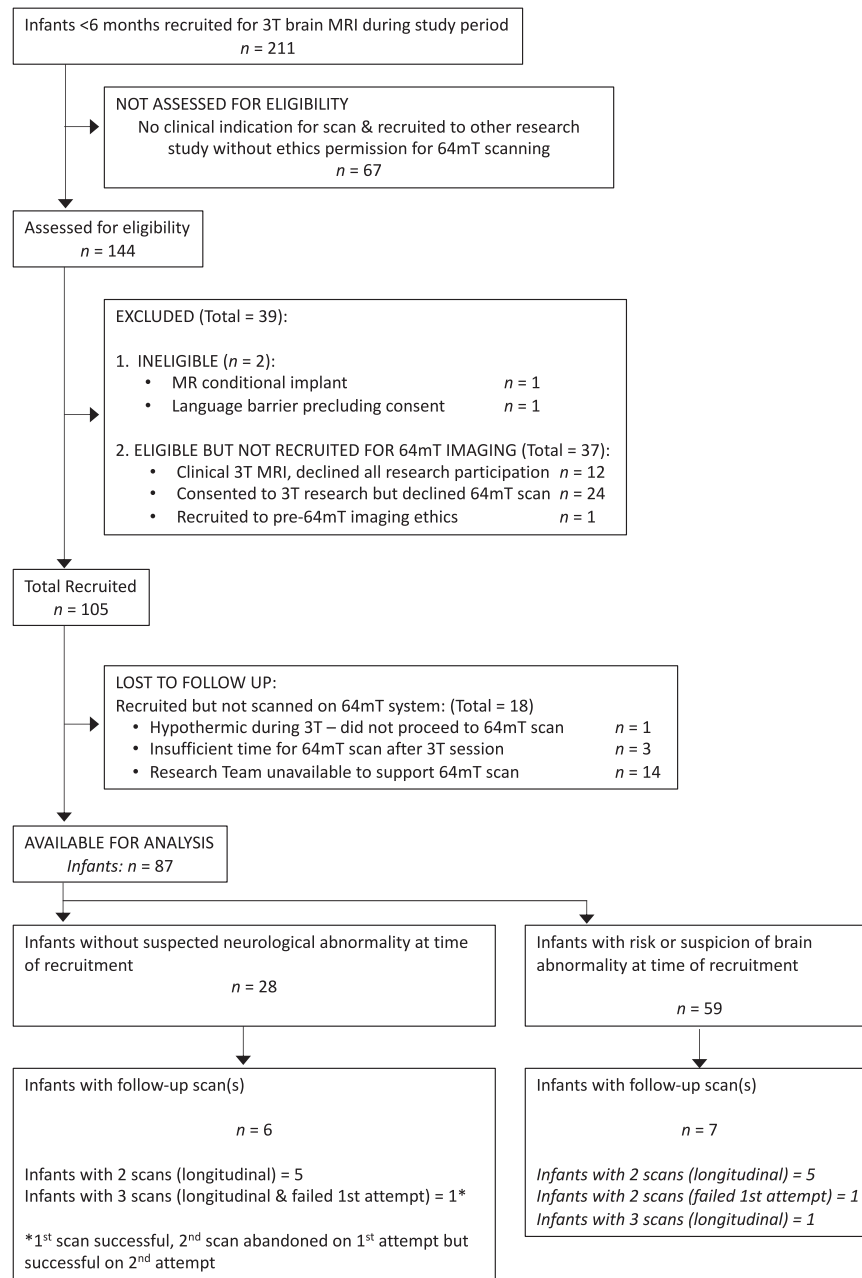 Infants <6 months recruited for 3T brain MRI during study period
n = 211
NOT ASSESSED FOR ELIGIBILITY
No clinical indication for scan & recruited to other research
study without ethics permission for 64mT scanning
n = 67
Assessed for eligibility
n = 144
EXCLUDED (Total = 39):
1. INELIGIBLE (n = 2):
• MR conditional implant n = 1
• Language barrier precluding consent n = 1
2. ELIGIBLE BUT NOT RECRUITED FOR 64mT IMAGING (Total = 37):
• Clinical 3T MRI, declined all research participation n = 12
• Consented to 3T research but declined 64mT scan n = 24
• Recruited to pre-64mT imaging ethics n = 1
Total Recruited
n = 105
LOST TO FOLLOW UP:
Recruited but not scanned on 64mT system: (Total = 18)
• Hypothermic during 3T – did not proceed to 64mT scan n = 1
• Insufficient time for 64mT scan after 3T session n = 3
• Research Team unavailable to support 64mT scan n = 14
AVAILABLE FOR ANALYSIS
Infants: n = 87
Infants without suspected neurological abnormality at time
of recruitment
n = 28
Infants with risk or suspicion of brain
abnormality at time of recruitment
n = 59
Infants with follow-up scan(s)
n = 6
Infants with 2 scans (longitudinal) = 5
Infants with 3 scans (longitudinal & failed 1st attempt) = 1*
*1st scan successful, 2nd scan abandoned on 1st attempt but
successful on 2nd attempt
Infants with follow-up scan(s)
n = 7
Infants with 2 scans (longitudinal) = 5
Infants with 2 scans (failed 1st attempt) = 1
Infants with 3 scans (longitudinal) = 1